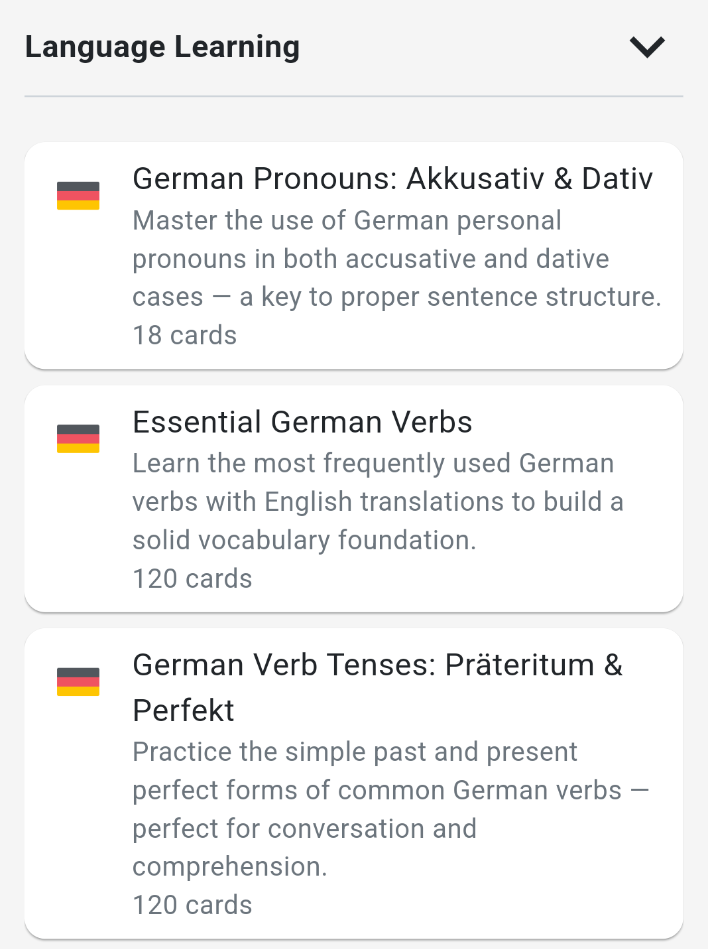 Language Learning
German Pronouns: Akkusativ & Dativ
Master the use of German personal
pronouns in both accusative and dative
cases — a key to proper sentence structure.
18 cards
Essential German Verbs
Learn the most frequently used German
verbs with English translations to build a
solid vocabulary foundation.
120 cards
German Verb Tenses: Präteritum &
Perfekt
Practice the simple past and present
perfect forms of common German verbs —
perfect for conversation and
comprehension.
120 cards